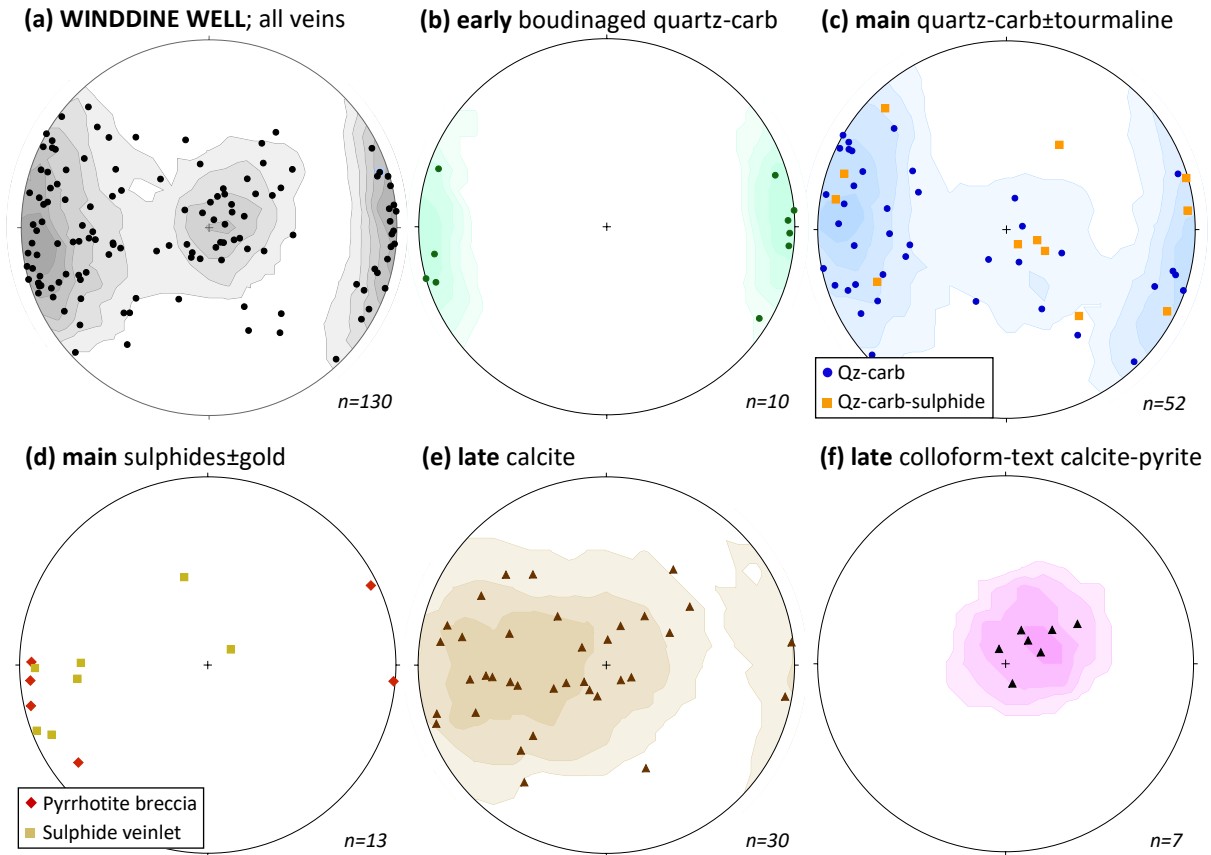 (a) WINDDINE WELL; all veins
(b) early boudinaged quartz-carb
(c) main quartz-carb±tourmaline
n=130
n=10
Qz-carb
Qz-carb-sulphide
n=52
(d) main sulphides±gold
(e) late calcite
(f) late colloform-text calcite-pyrite
Pyrrhotite breccia
Sulphide veinlet
n=13
n=30
n=7